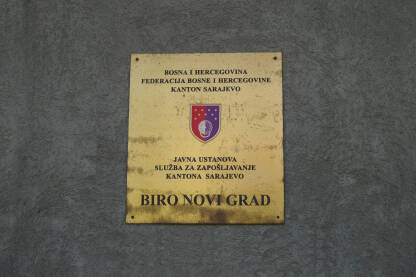 BOSNA I HERCEGOVINA
FEDERACIJA BOSNE I HERCEGOVINE
KANTON SARAJEVO
JAVNA USTANOVA
SLUŽBA ZA ZAPOŠLJAVANJE
KANTONA SARAJEVO
BIRO NOVI GRAD